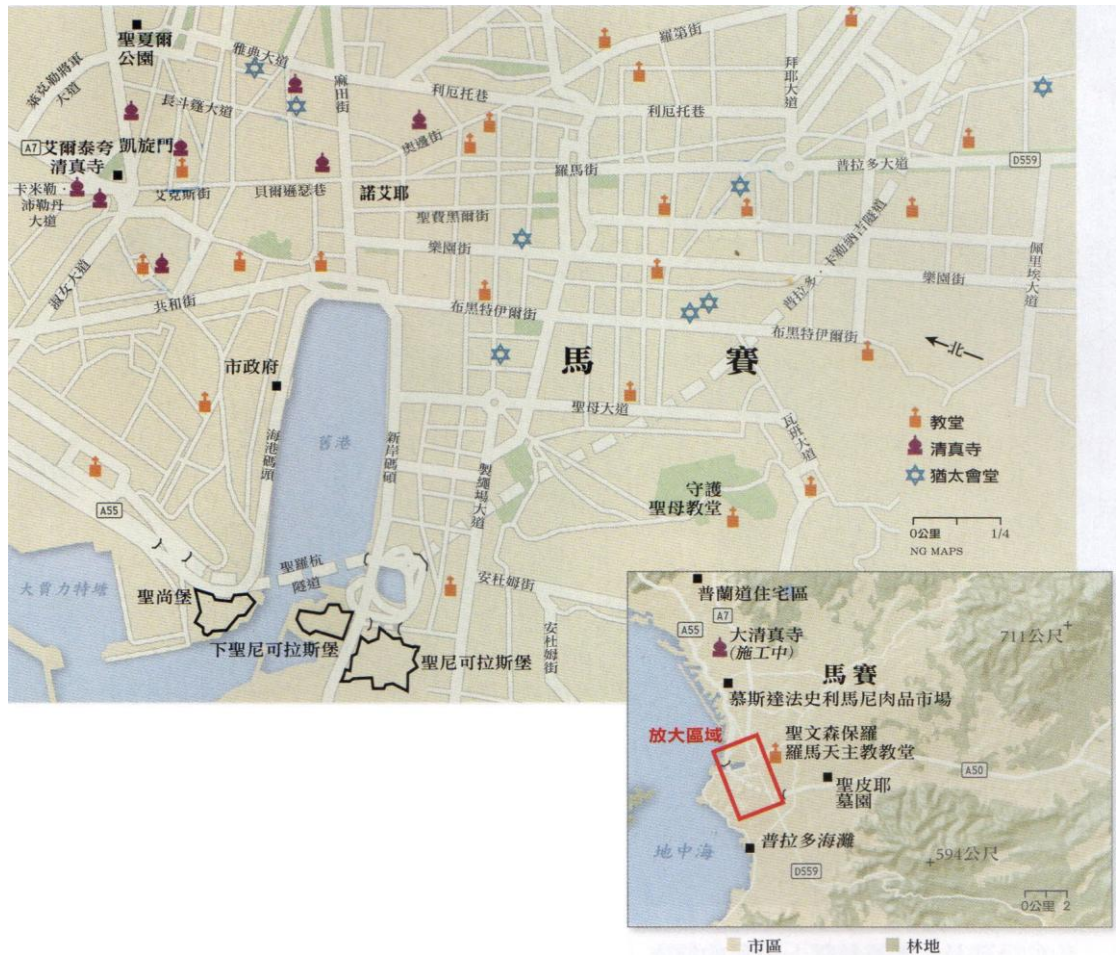 聖夏爾
公園
萊克勒將軍
大道
雅典大道
麻田街
羅第街
拜耶大道
長斗篷大道
利厄托巷
利厄托巷
A7
艾爾泰夸
清真寺
凱旋門
奧邊街
羅馬街
普拉多大道
D559
卡米勒·
沛勒丹
大道
艾克斯街
貝爾遜瑟巷
諾艾耶
聖費黑爾街
樂園街
普拉多·卡勒納吉隧道
樂園街
佩里埃大道
淑女大道
共和街
布黑特伊爾街
布黑特伊爾街
北
市政府
馬賽
聖母大道
瓦班大道
教堂
清真寺
猶太會堂
海港碼頭
舊港
新岸碼頭
製繩場大道
守護
聖母教堂
0公里 1/4
NG MAPS
A55
大賈力特塘
聖尚堡
聖羅杭
隧道
下聖尼可拉斯堡
聖尼可拉斯堡
安杜姆街
安杜姆街
普蘭道住宅區
A55
A7
大清真寺
(施工中)
711公尺
馬賽
慕斯達法史利馬尼肉品市場
放大區域
聖文森保羅
羅馬天主教教堂
A50
聖皮耶
墓園
地中海
普拉多海灘
594公尺
D559
0公里 2
市區
林地